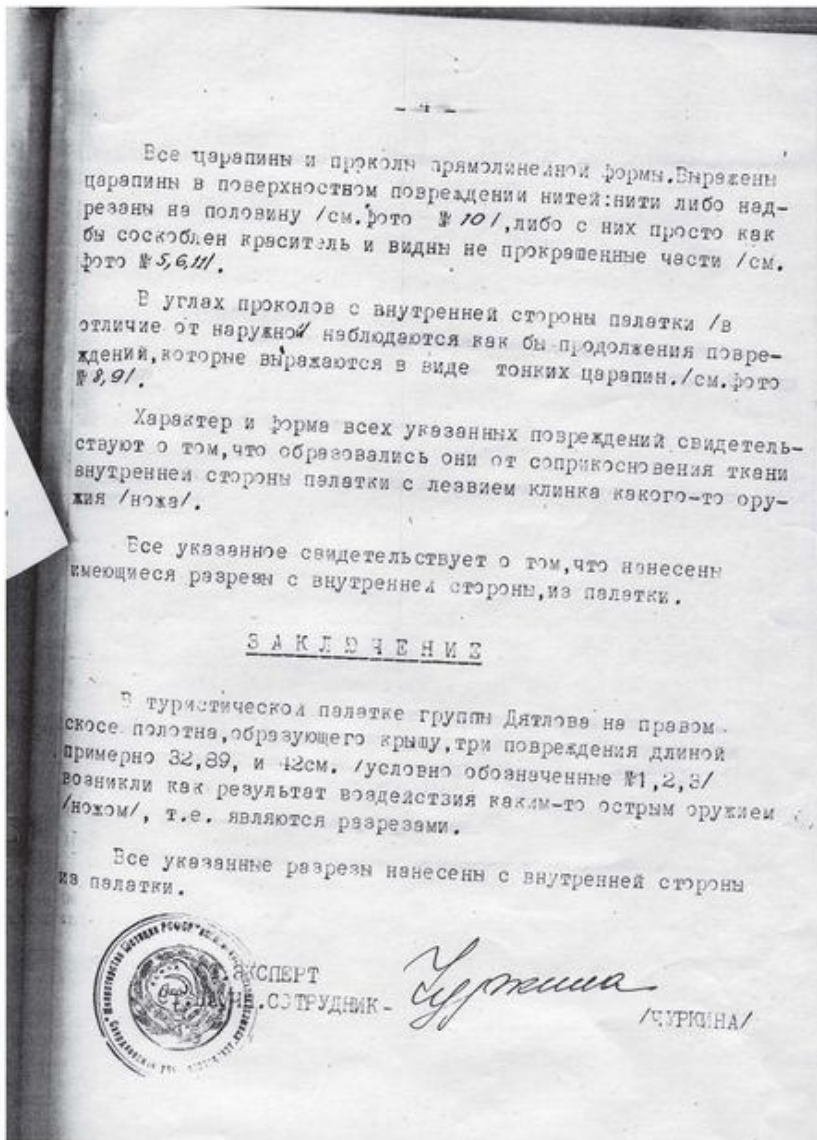 - 4 -
Все царапины и проколы прямолинейной формы.Выражены
царапины в поверхностном повреждении нитей:нити либо над-
резаны на половину /см.фото № 10/,либо с них просто как
бы соскоблен краситель и видны не прокрашенные части /см.
фото № 5,6,11/.
В углах проколов с внутренней стороны палатки /в
отличие от наружной/ наблюдаются как бы продолжения повре-
ждений,которые выражаются в виде тонких царапин./см.фото
№ 8,9/.
Характер и форма всех указанных повреждений свидетель-
ствуют о том,что образовались они от соприкосновения ткани
внутренней стороны палатки с лезвием клинка какого-то ору-
жия /ножа/.
Все указанное свидетельствует о том,что нанесены
имеющиеся разрезы с внутренней стороны,из палатки.
ЗАКЛЮЧЕНИЕ
В туристической палатке группы Дятлова на правом
скосе полотна,образующего крышу,три повреждения длиной
примерно 32,89, и 42см. /условно обозначенные №1,2,3/
возникли как результат воздействия каким-то острым оружием
/ножом/, т.е. являются разрезами.
Все указанные разрезы нанесены с внутренней стороны
из палатки.
ЭКСПЕРТ
СОТРУДНИК- Чуркина
/ЧУРКИНА/
Министерство Юстиции РСФСР